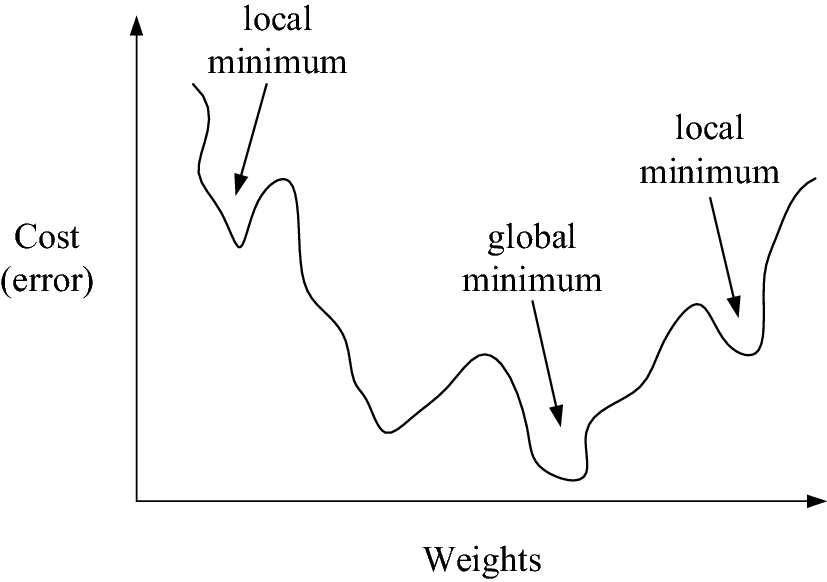 local
minimum
local
minimum
Cost
(error)
global
minimum
Weights